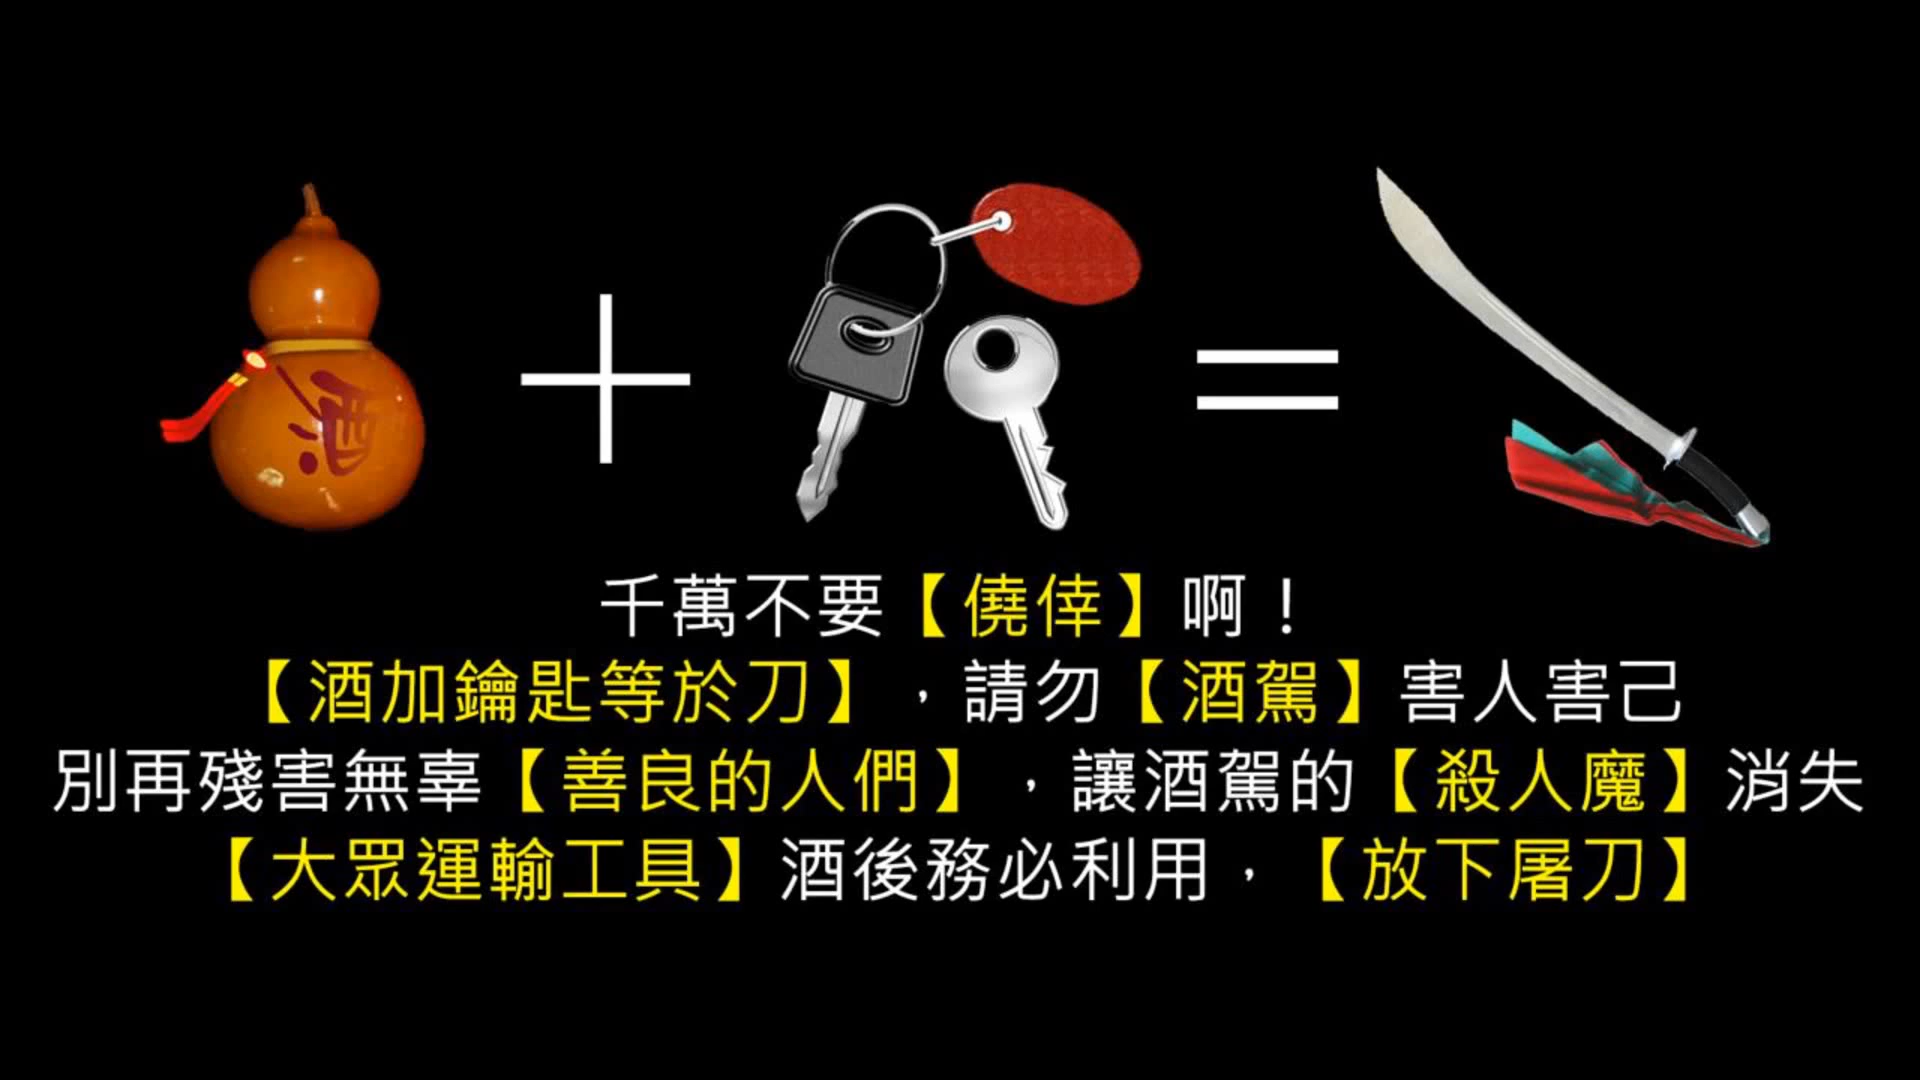 酒
千萬不要【僥倖】啊！
【酒加鑰匙等於刀】，請勿【酒駕】害人害己
別再殘害無辜【善良的人們】，讓酒駕的【殺人魔】消失
【大眾運輸工具】酒後務必利用，【放下屠刀】